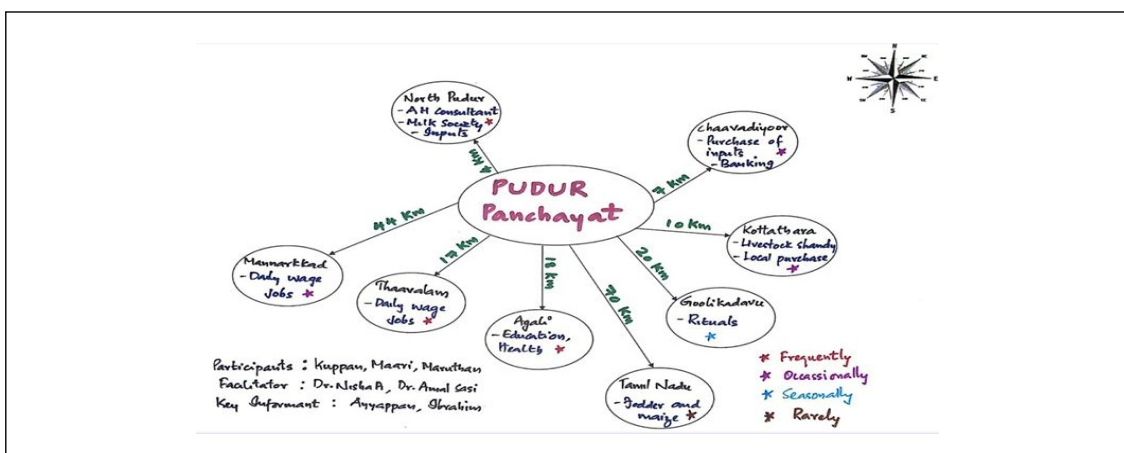 N
W E
S
North Pudur
- AH Consultant
- Milk Society *
- Inputs
4 Km
Chaavadiyoor
- Purchase of
inputs *
- Banking
7 Km
PUDUR
Panchayat
44 Km
10 Km
Kottathara
- Livestock shandy
- Local purchase
*
Mannarkkad
- Daily wage
Jobs *
17 Km
Thaavalam
- Daily wage
Jobs *
18 Km
Agali
- Education,
Health *
20 Km
Goolikadavu
- Rituals
*
70 Km
Tamil Nadu
- Fodder and
maize *
Participants : Kuppan, Maari, Maruthan
Facilitator : Dr. Nisha A, Dr. Amal Sasi
Key Informant : Ayyappan, Ibrahim
* Frequently
* Occassionally
* Seasonally
* Rarely